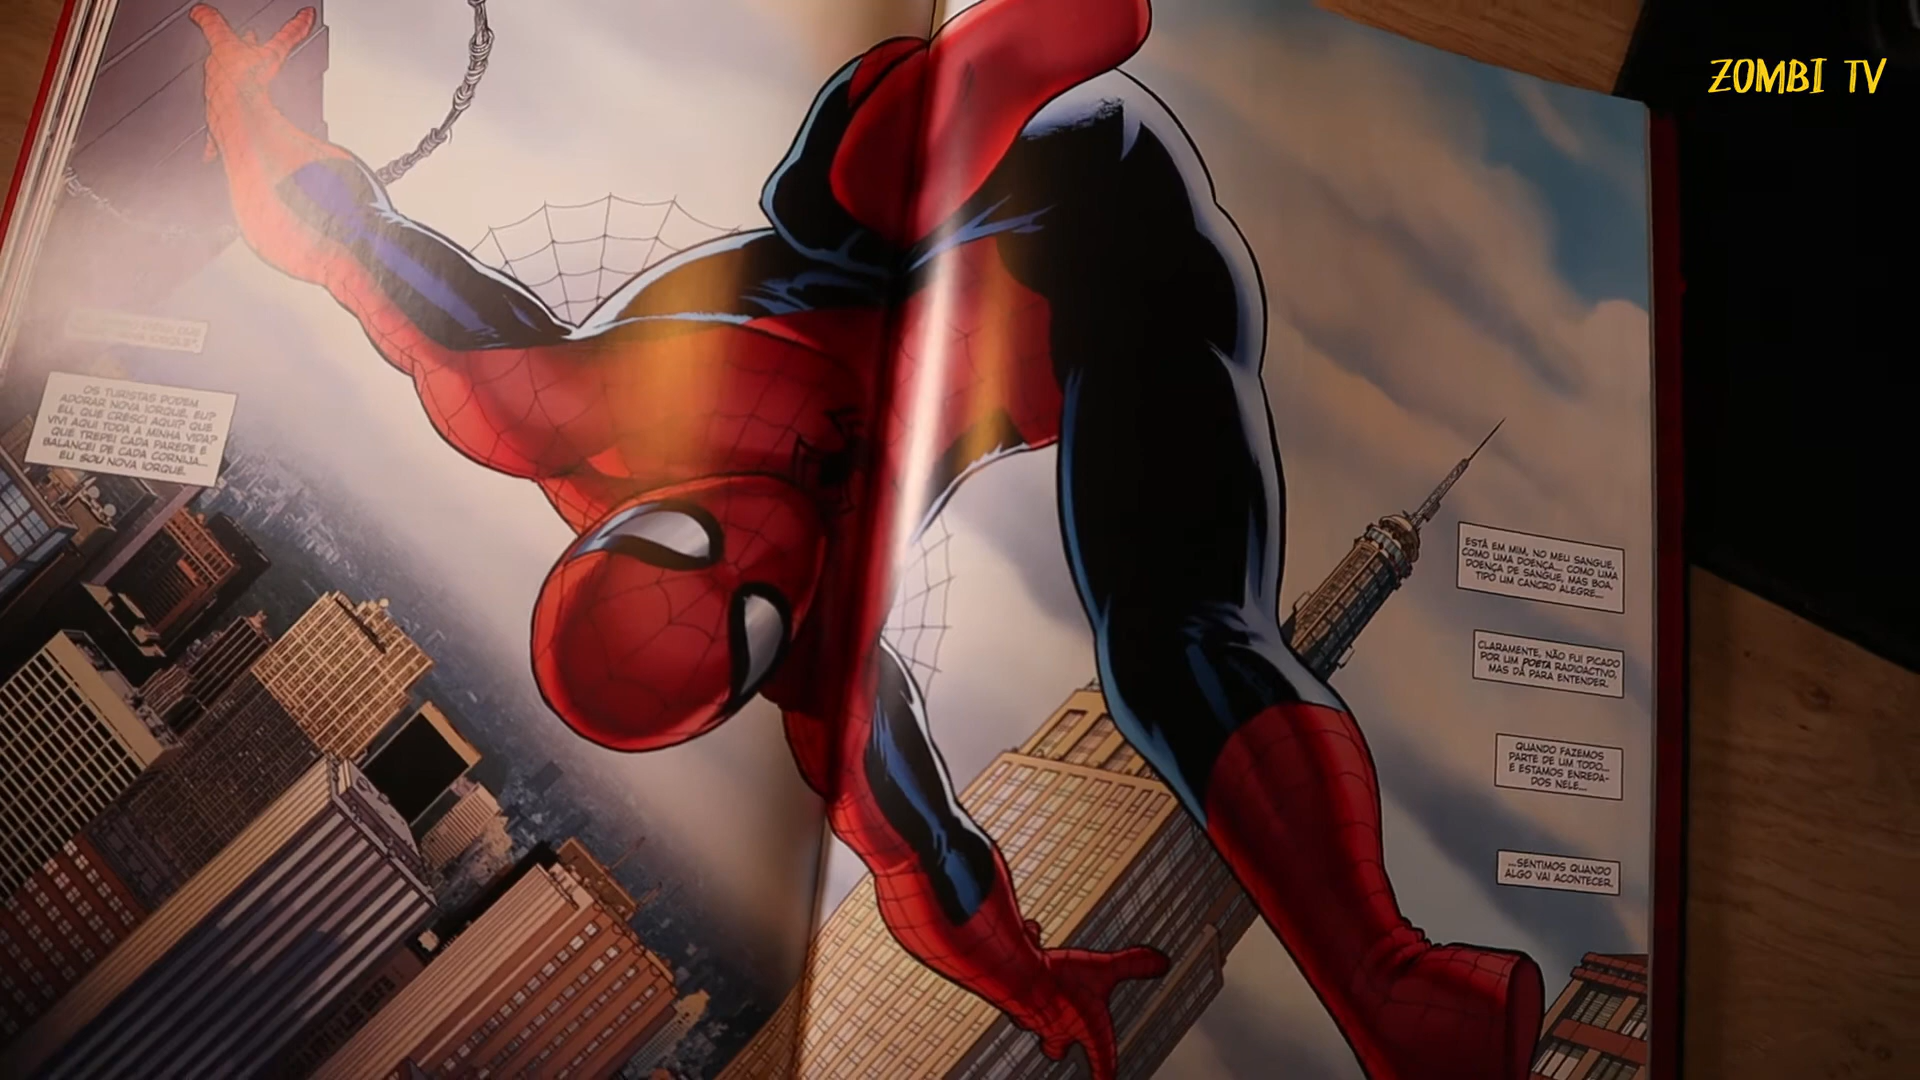 ZOMBI TV
OS TURISTAS PODEM
ADORAR NOVA IORQUE. EU?
EU, QUE CRESCI AQUI? QUE
VIVI AQUI TODA A MINHA VIDA?
QUE TREPEI CADA PAREDE E
BALANCEI DE CADA CORNIJA...
EU SOU NOVA IORQUE.
ESTÁ EM MIM, NO MEU SANGUE,
COMO UMA DOENÇA... COMO UMA
DOENÇA DE SANGUE, MAS BOA,
TIPO UM CANCRO ALEGRE...
CLARAMENTE, NÃO FUI PICADO
POR UM POETA RADIOACTIVO,
MAS DÁ PARA ENTENDER.
QUANDO FAZEMOS
PARTE DE UM TODO...
E ESTAMOS ENREDA-
DOS NELE...
...SENTIMOS QUANDO
ALGO VAI ACONTECER.